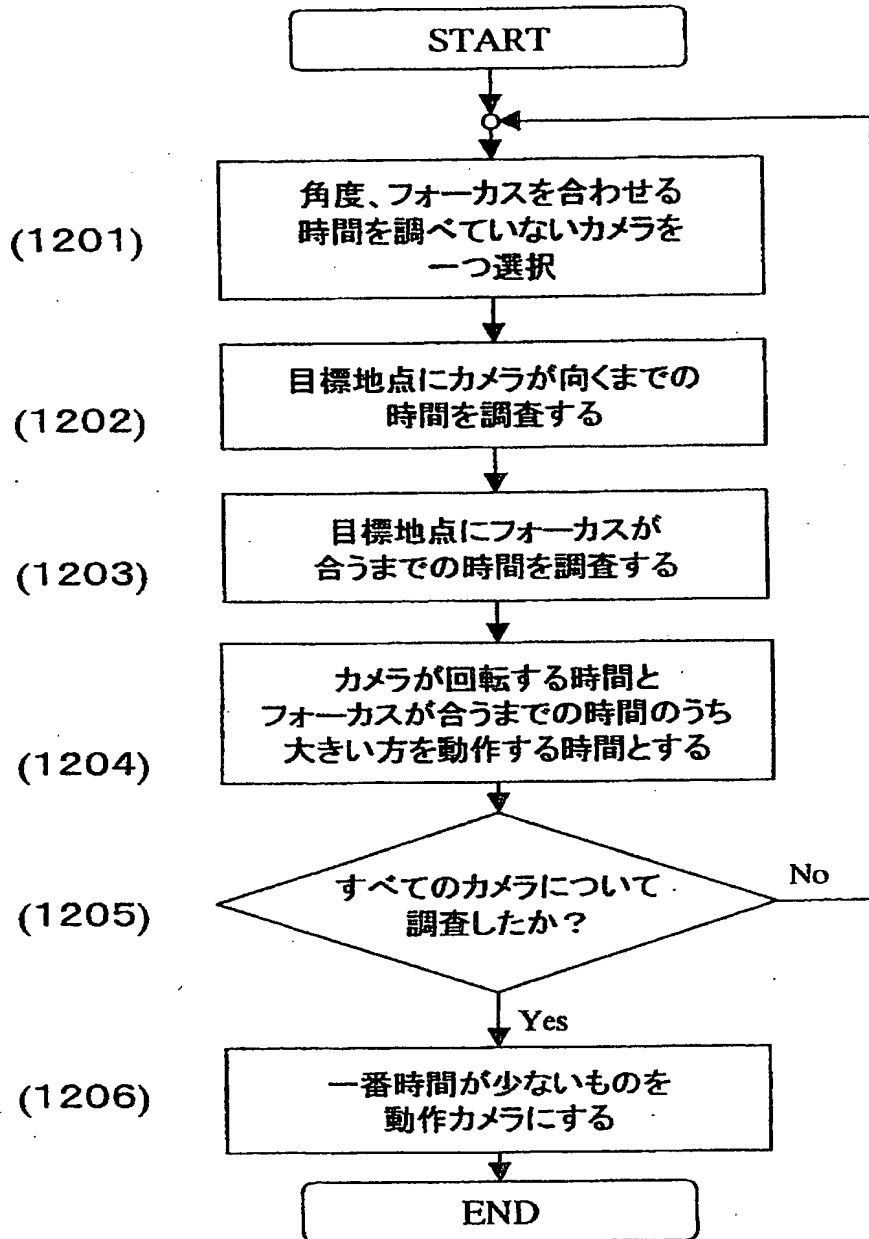 START
(1201)
角度、フォーカスを合わせる
時間を調べていないカメラを
一つ選択
(1202)
目標地点にカメラが向くまでの
時間を調査する
(1203)
目標地点にフォーカスが
合うまでの時間を調査する
(1204)
カメラが回転する時間と
フォーカスが合うまでの時間のうち
大きい方を動作する時間とする
(1205)
すべてのカメラについて
調査したか？
No
Yes
(1206)
一番時間が少ないものを
動作カメラにする
END